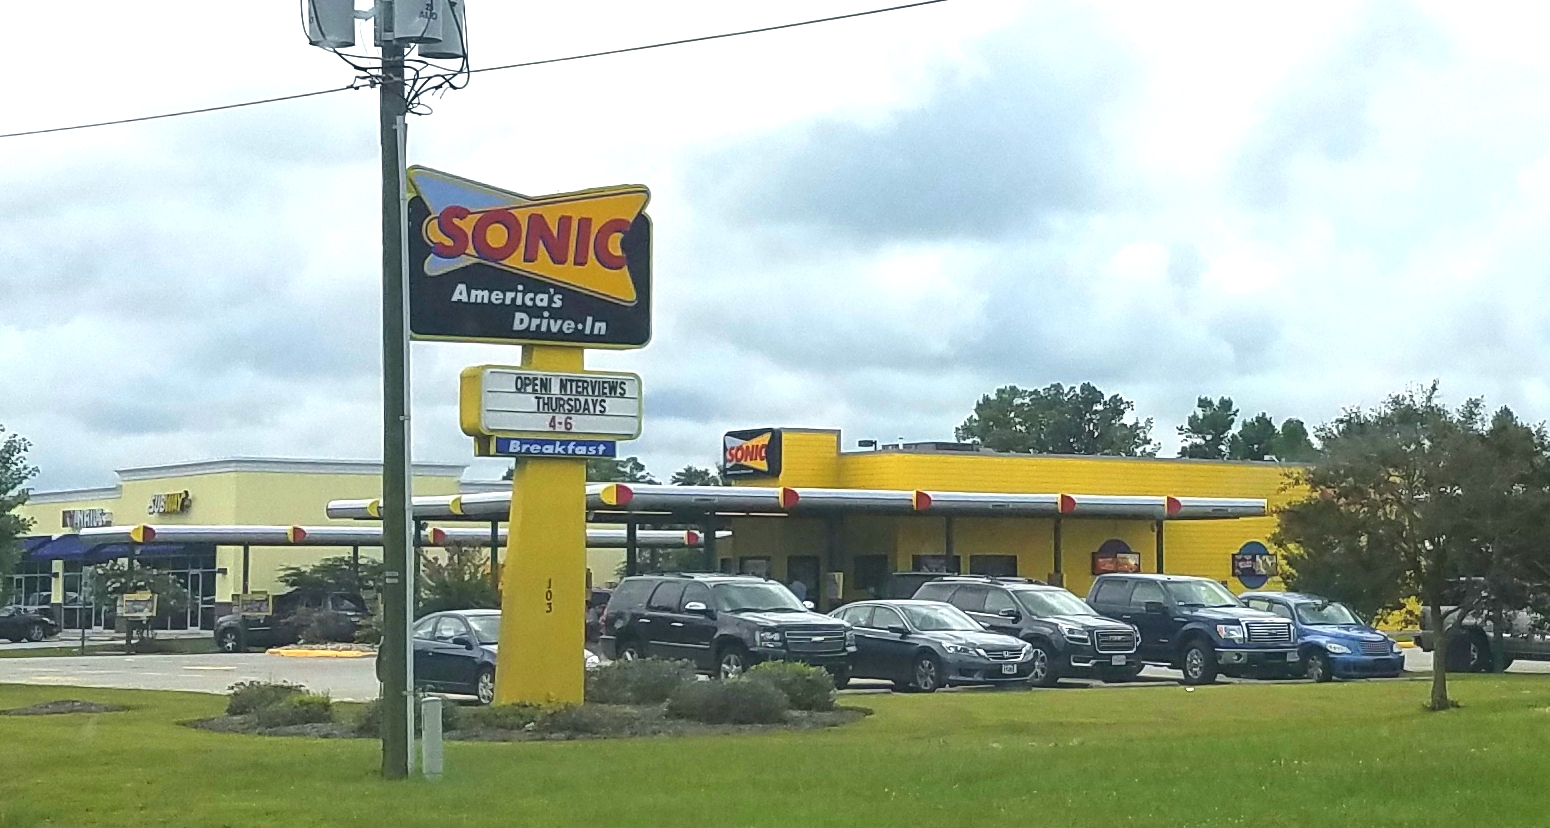 SONIC
America's
Drive-In
OPENI NTERVIEWS
THURSDAYS
4-6
Breakfast
103
SONIC
SUBWAY